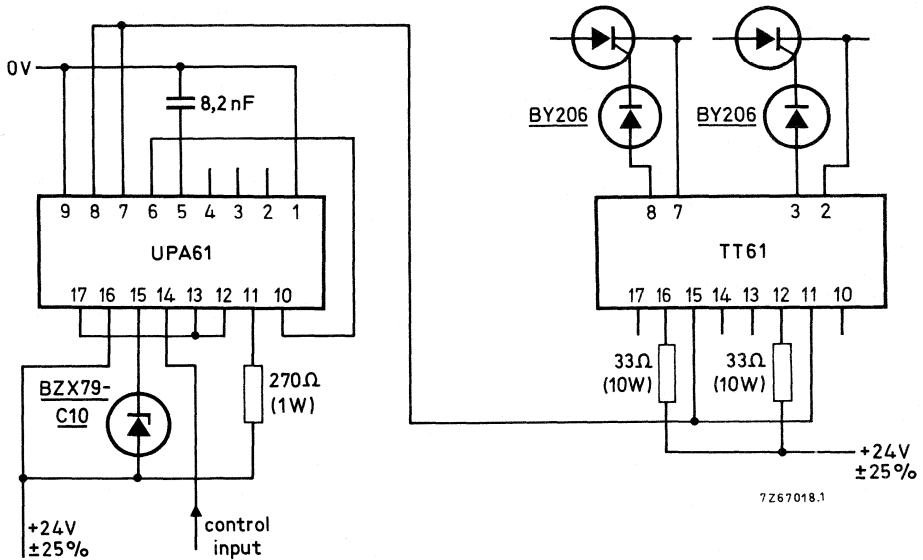 0V
8,2nF
BY206
BY206
9 8 7 6 5 4 3 2 1
UPA61
17 16 15 14 13 12 11 10
8 7 3 2
TT61
17 16 15 14 13 12 11 10
BZX79-
C10
270Ω
(1W)
33Ω
(10W)
33Ω
(10W)
+24V
±25%
control
input
+24V
±25%
7Z67018.1